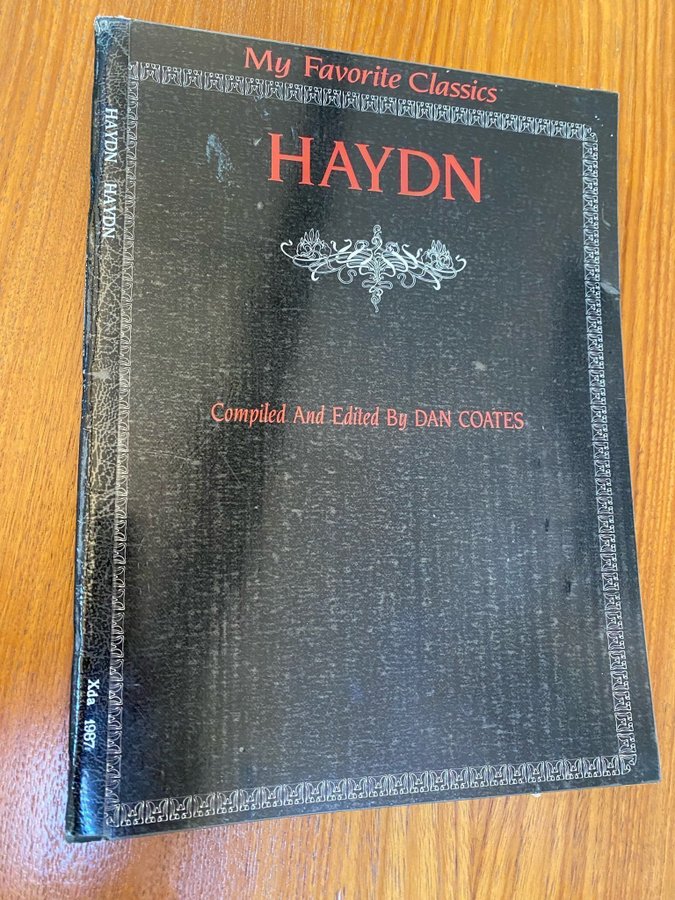 My Favorite Classics
HAYDN
Compiled And Edited By DAN COATES
HAYDN HAYDN
Xda 1987